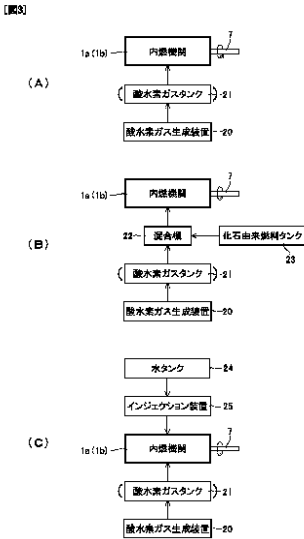 [図3]
7
1a(1b) 内燃機関
(A)
(酸水素ガスタンク) 21
酸水素ガス生成装置 20
7
1a(1b) 内燃機関
(B)
22 混合機 化石由来燃料タンク
23
(酸水素ガスタンク) 21
酸水素ガス生成装置 20
水タンク 24
インジェクション装置 25
7
(C) 内燃機関
1a(1b)
(酸水素ガスタンク) 21
酸水素ガス生成装置 20